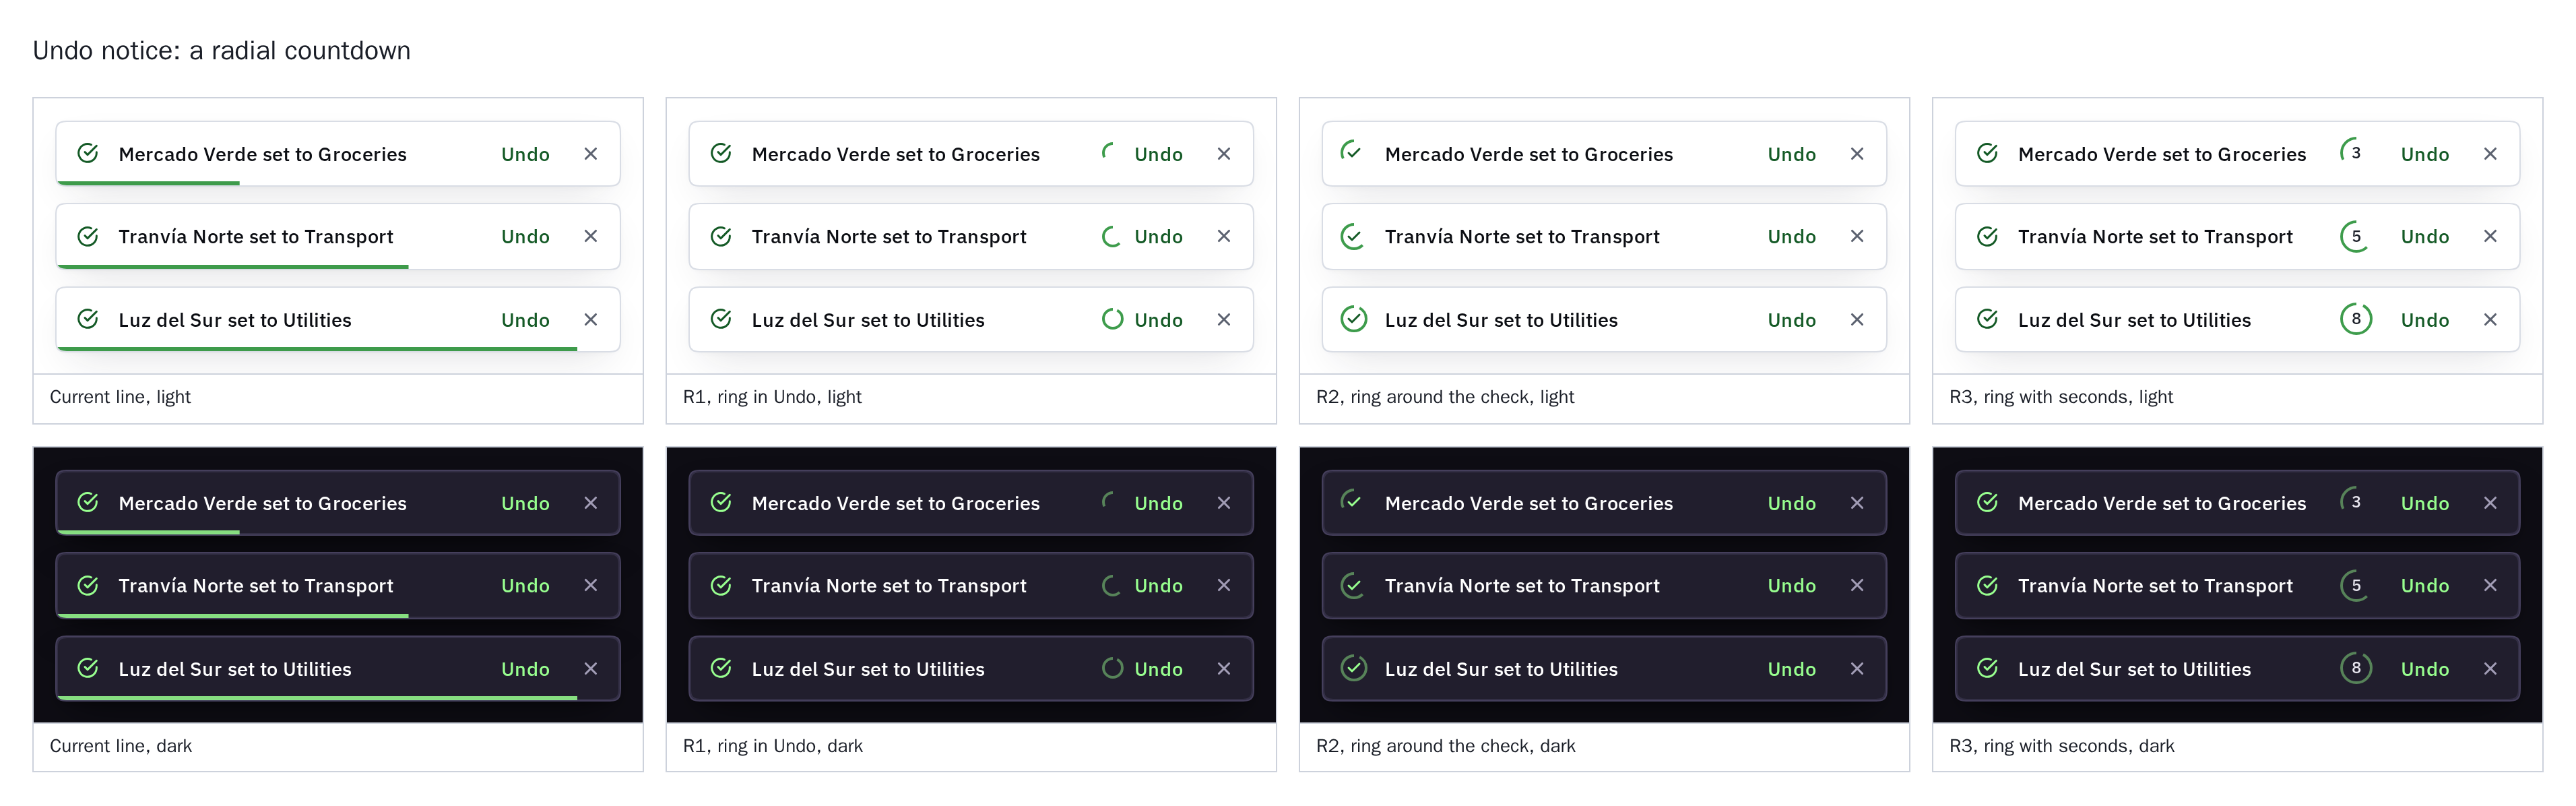 Undo notice: a radial countdown
Mercado Verde set to Groceries Undo
Tranvía Norte set to Transport Undo
Luz del Sur set to Utilities Undo
Current line, light
Mercado Verde set to Groceries Undo
Tranvía Norte set to Transport Undo
Luz del Sur set to Utilities Undo
R1, ring in Undo, light
Mercado Verde set to Groceries Undo
Tranvía Norte set to Transport Undo
Luz del Sur set to Utilities Undo
R2, ring around the check, light
Mercado Verde set to Groceries 3 Undo
Tranvía Norte set to Transport 5 Undo
Luz del Sur set to Utilities 8 Undo
R3, ring with seconds, light
Mercado Verde set to Groceries Undo
Tranvía Norte set to Transport Undo
Luz del Sur set to Utilities Undo
Current line, dark
Mercado Verde set to Groceries Undo
Tranvía Norte set to Transport Undo
Luz del Sur set to Utilities Undo
R1, ring in Undo, dark
Mercado Verde set to Groceries Undo
Tranvía Norte set to Transport Undo
Luz del Sur set to Utilities Undo
R2, ring around the check, dark
Mercado Verde set to Groceries 3 Undo
Tranvía Norte set to Transport 5 Undo
Luz del Sur set to Utilities 8 Undo
R3, ring with seconds, dark